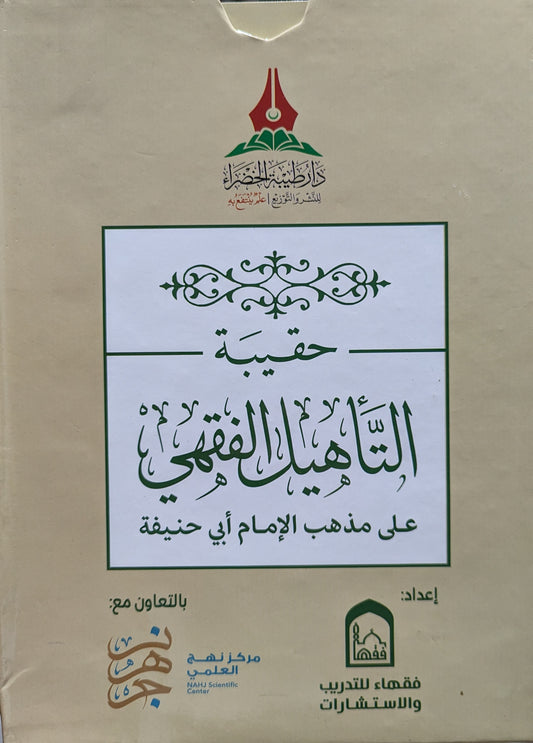 دار طيبة الخضراء
للنشر والتوزيع | علم ينتفع به
حقيبة
التأهيل الفقهي
على مذهب الإمام أبي حنيفة
إعداد:
فقهاء
فقهاء للتدريب
والاستشارات
بالتعاون مع:
نهج
مركز نهج
العلمي
NAHJ Scientific
Center